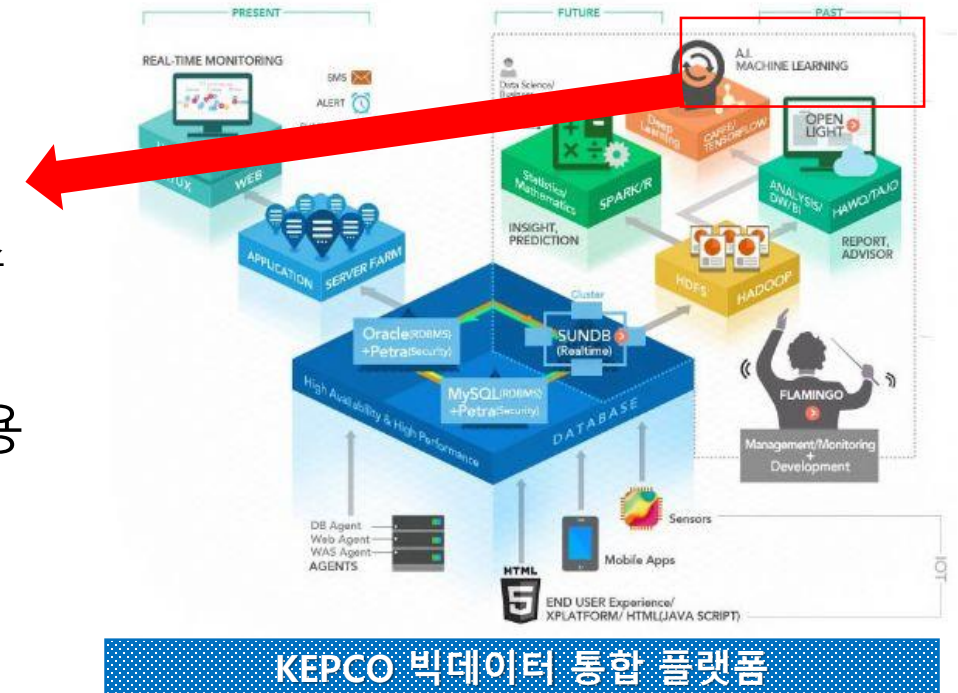 PRESENT
FUTURE
PAST
REAL-TIME MONITORING
SMS
ALERT
Data Science/
A.I.
MACHINE LEARNING
WEB
Deep
Learning
CAFFE/
TENSORFLOW
OPEN
LIGHT
Statistics/
Mathematics
SPARK/R
ANALYSIS/
DW/BI
HAWQ/TAJO
INSIGHT,
PREDICTION
REPORT,
ADVISOR
APPLICATION
SERVER FARM
HDFS
HADOOP
Cluster
Oracle(RDBMS)
+Petra(Security)
SUNDB
(Realtime)
MySQL(RDBMS)
+Petra(Security)
High Availability & High Performance
DATABASE
FLAMINGO
Management/Monitoring
+
Development
DB Agent
Web Agent
WAS Agent
AGENTS
Sensors
Mobile Apps
IOT
HTML
5
END USER Experience/
XPLATFORM/ HTML(JAVA SCRIPT)
용
KEPCO 빅데이터 통합 플랫폼